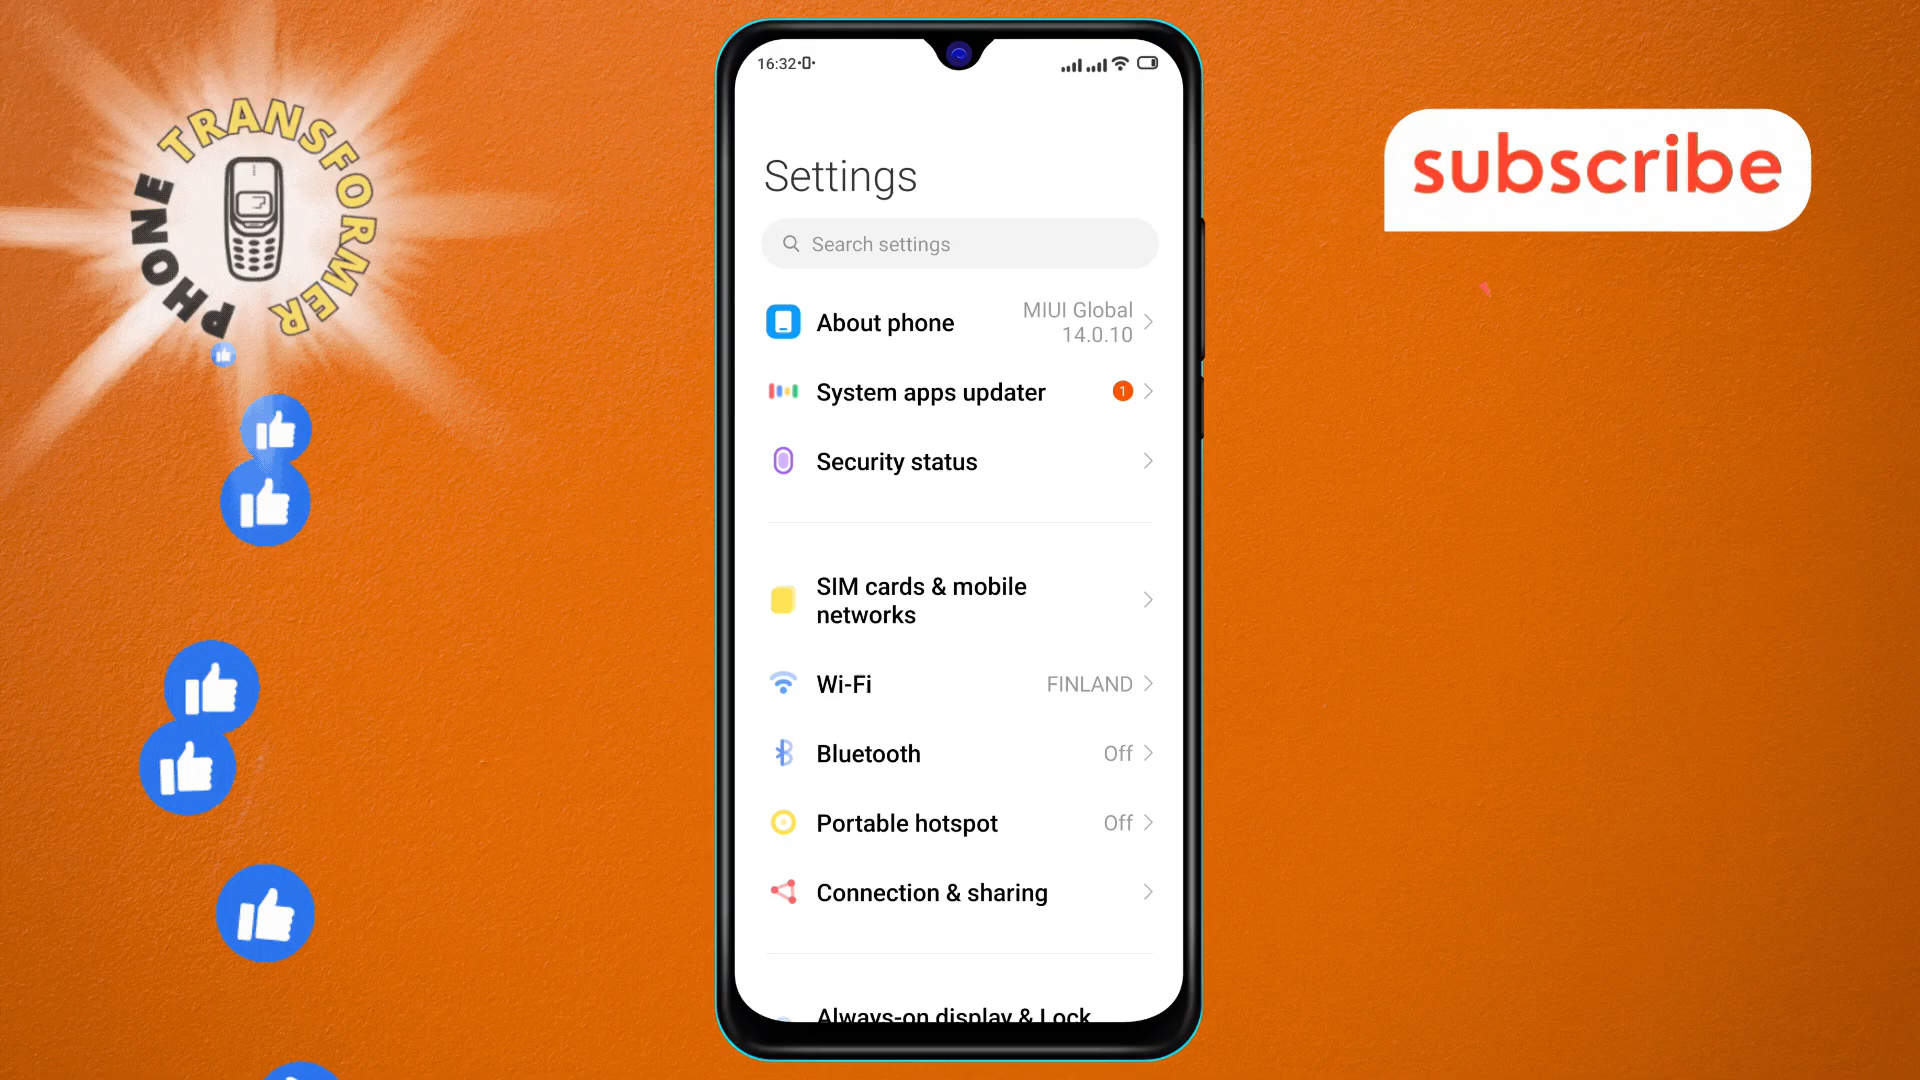 PHONE TRANSFORMER
subscribe
16:32
Settings
Search settings
About phone
MIUI Global
14.0.10
System apps updater
1
Security status
SIM cards & mobile
networks
Wi-Fi
FINLAND
Bluetooth
Off
Portable hotspot
Off
Connection & sharing
Always-on display & Lock